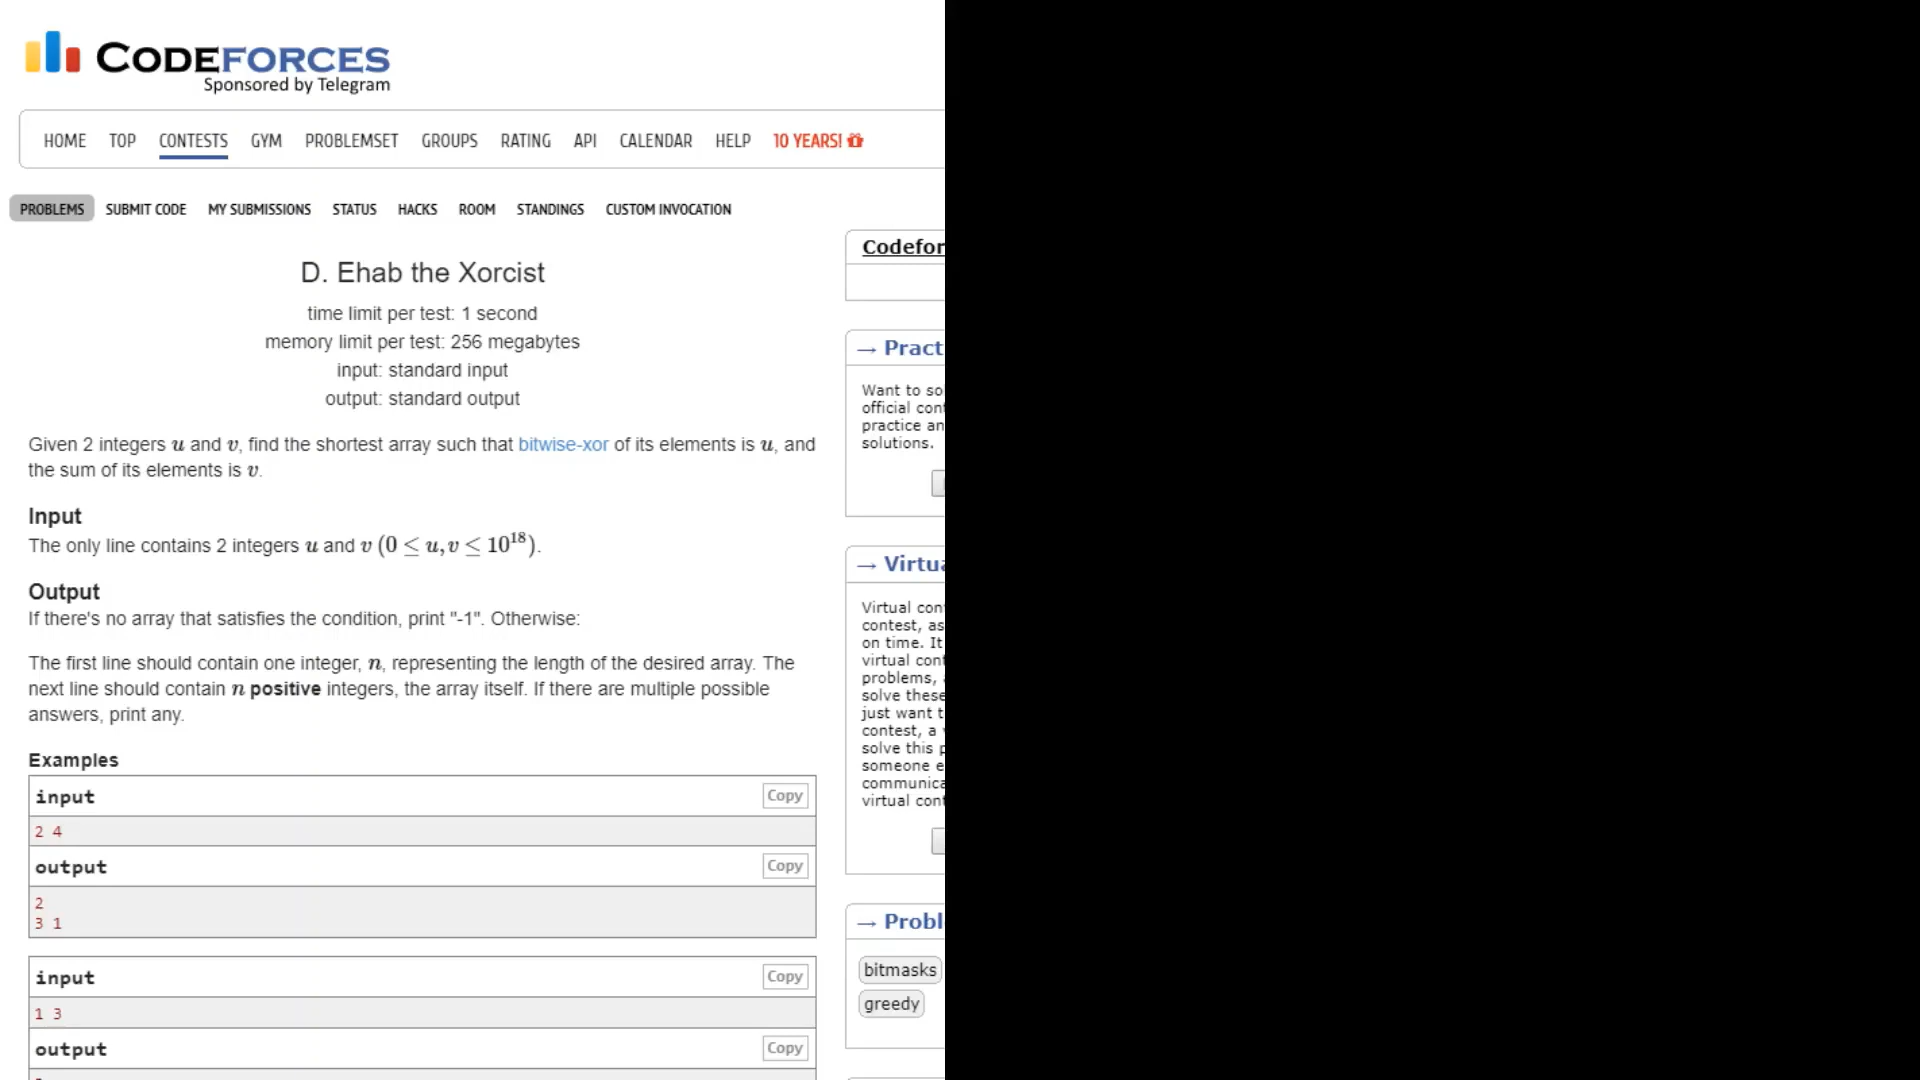 CODEFORCES
Sponsored by Telegram
HOME TOP CONTESTS GYM PROBLEMSET GROUPS RATING API CALENDAR HELP 10 YEARS!
PROBLEMS SUBMIT CODE MY SUBMISSIONS STATUS HACKS ROOM STANDINGS CUSTOM INVOCATION
D. Ehab the Xorcist
time limit per test: 1 second
memory limit per test: 256 megabytes
input: standard input
output: standard output
Given 2 integers u and v, find the shortest array such that bitwise-xor of its elements is u, and
the sum of its elements is v.
Input
The only line contains 2 integers u and v (0 ≤ u, v ≤ 10^18).
Output
If there's no array that satisfies the condition, print "-1". Otherwise:
The first line should contain one integer, n, representing the length of the desired array. The
next line should contain n positive integers, the array itself. If there are multiple possible
answers, print any.
Examples
input Copy
2 4
output Copy
2
3 1
input Copy
1 3
output Copy
Codefor
→ Pract
Want to so
official con
practice an
solutions.
→ Virtua
Virtual con
contest, as
on time. It
virtual cont
problems,
solve these
just want t
contest, a
solve this p
someone e
communica
virtual cont
→ Probl
bitmasks
greedy